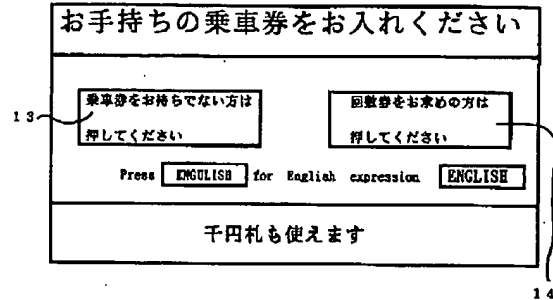 お手持ちの乗車券をお入れください
13
乗車券をお持ちでない方は
押してください
回数券をお求めの方は
押してください
Press ENGULISH for English expression ENGLISH
千円札も使えます
14